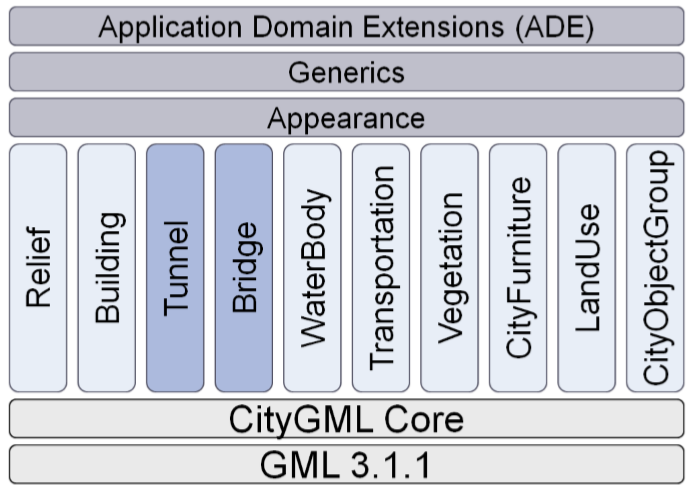 Application Domain Extensions (ADE)
Generics
Appearance
Relief
Building
Tunnel
Bridge
WaterBody
Transportation
Vegetation
CityFurniture
LandUse
CityObjectGroup
CityGML Core
GML 3.1.1